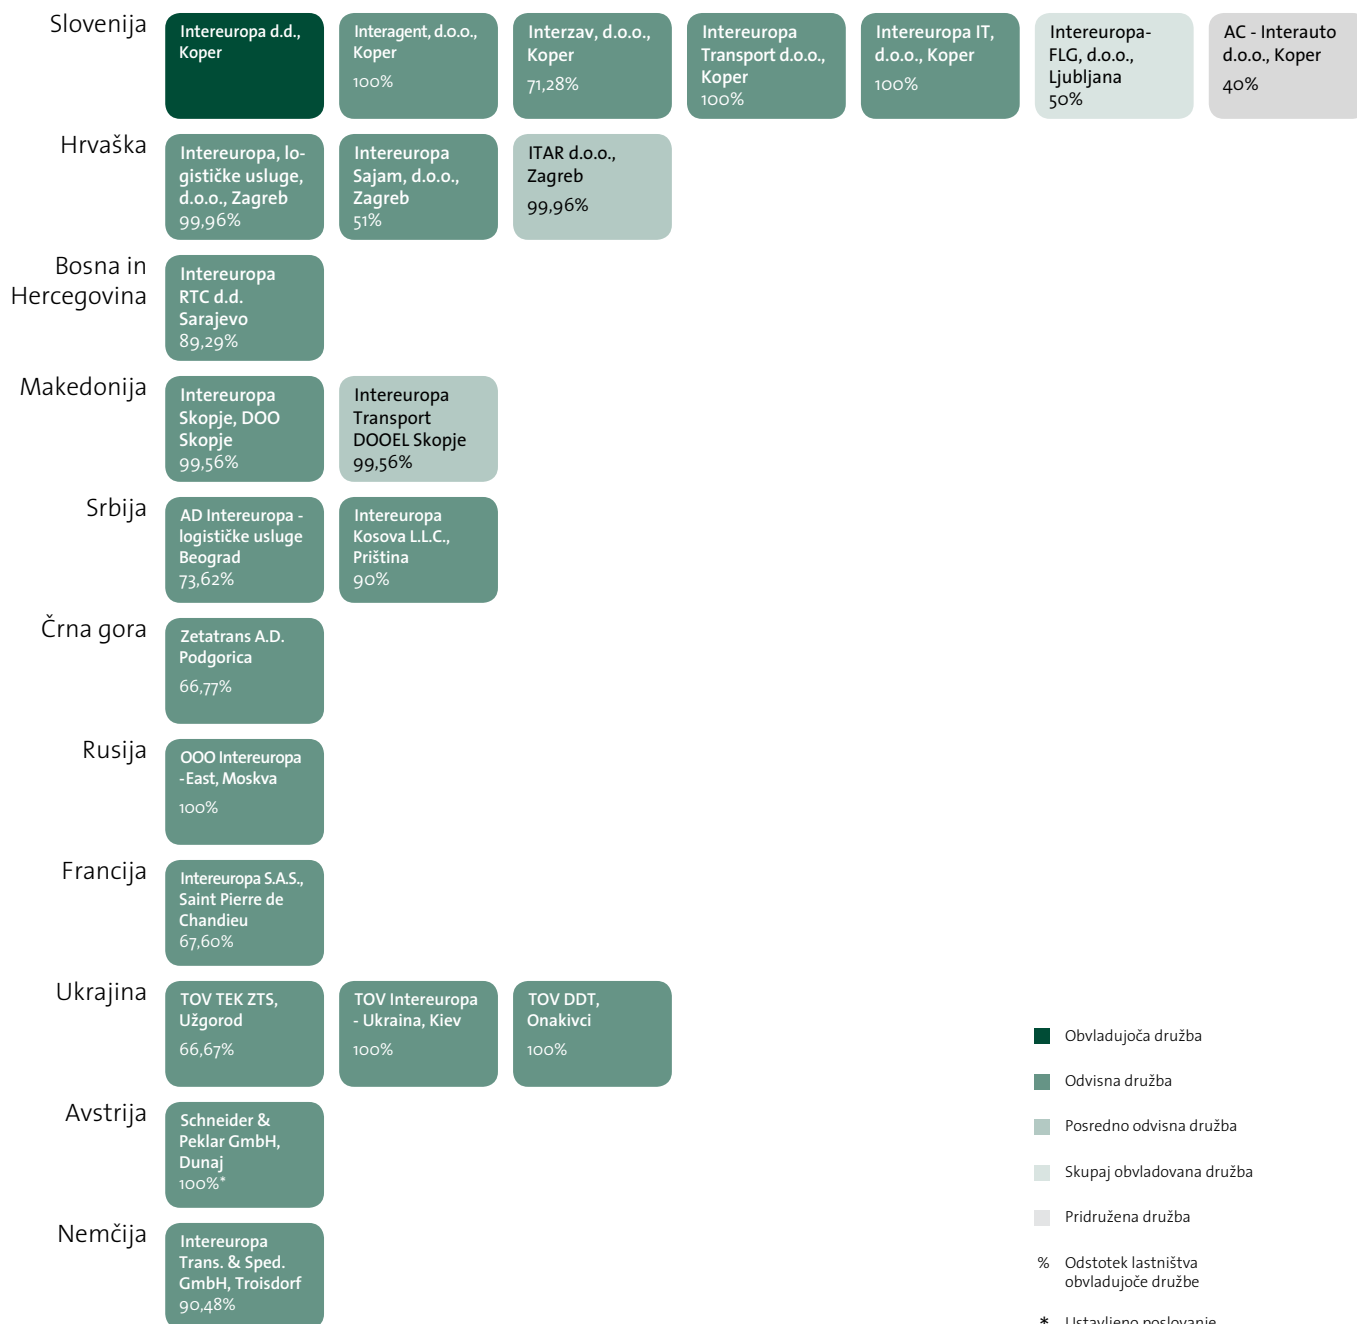 Slovenija
Intereuropa d.d.,
Koper
Interagent, d.o.o.,
Koper
100%
Interzav, d.o.o.,
Koper
71,28%
Intereuropa
Transport d.o.o.,
Koper
100%
Intereuropa IT,
d.o.o., Koper
100%
Intereuropa-
FLG, d.o.o.,
Ljubljana
50%
AC - Interauto
d.o.o., Koper
40%
Hrvaška
Intereuropa, lo-
gističke usluge,
d.o.o., Zagreb
99,96%
Intereuropa
Sajam, d.o.o.,
Zagreb
51%
ITAR d.o.o.,
Zagreb
99,96%
Bosna in
Hercegovina
Intereuropa
RTC d.d.
Sarajevo
89,29%
Makedonija
Intereuropa
Skopje, DOO
Skopje
99,56%
Intereuropa
Transport
DOOEL Skopje
99,56%
Srbija
AD Intereuropa -
logističke usluge
Beograd
73,62%
Intereuropa
Kosova L.L.C.,
Priština
90%
Črna gora
Zetatrans A.D.
Podgorica
66,77%
Rusija
OOO Intereuropa
-East, Moskva
100%
Francija
Intereuropa S.A.S.,
Saint Pierre de
Chandieu
67,60%
Ukrajina
TOV TEK ZTS,
Užgorod
66,67%
TOV Intereuropa
- Ukraina, Kiev
100%
TOV DDT,
Onakivci
100%
Avstrija
Schneider &
Peklar GmbH,
Dunaj
100%*
Nemčija
Intereuropa
Trans. & Sped.
GmbH, Troisdorf
90,48%
Obvladujoča družba
Odvisna družba
Posredno odvisna družba
Skupaj obvladovana družba
Pridružena družba
% Odstotek lastništva
obvladujoče družbe
* Ustavljeno poslovanje